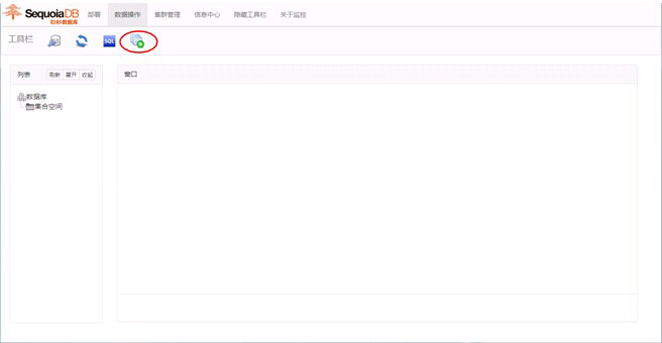 SequoiaDB
巨杉数据库
部署 数据操作 集群管理 信息中心 隐藏工具栏 关于监控
工具栏 SQL
列表 刷新 展开 收起 窗口
数据库
集合空间